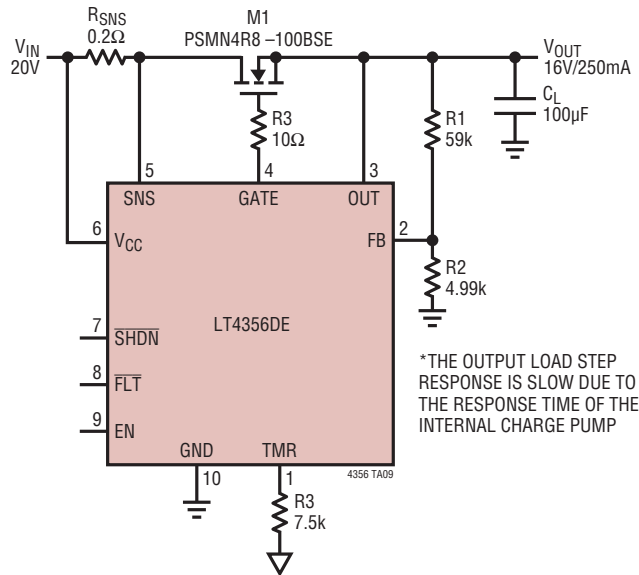 RSNS
0.2Ω
M1
PSMN4R8 –100BSE
VIN
20V
VOUT
16V/250mA
CL
100µF
R3
10Ω
R1
59k
5
4
3
SNS
GATE
OUT
6
VCC
2
FB
R2
4.99k
LT4356DE
7
SHDN
8
FLT
9
EN
*THE OUTPUT LOAD STEP
RESPONSE IS SLOW DUE TO
THE RESPONSE TIME OF THE
INTERNAL CHARGE PUMP
GND
TMR
10
1
4356 TA09
R3
7.5k